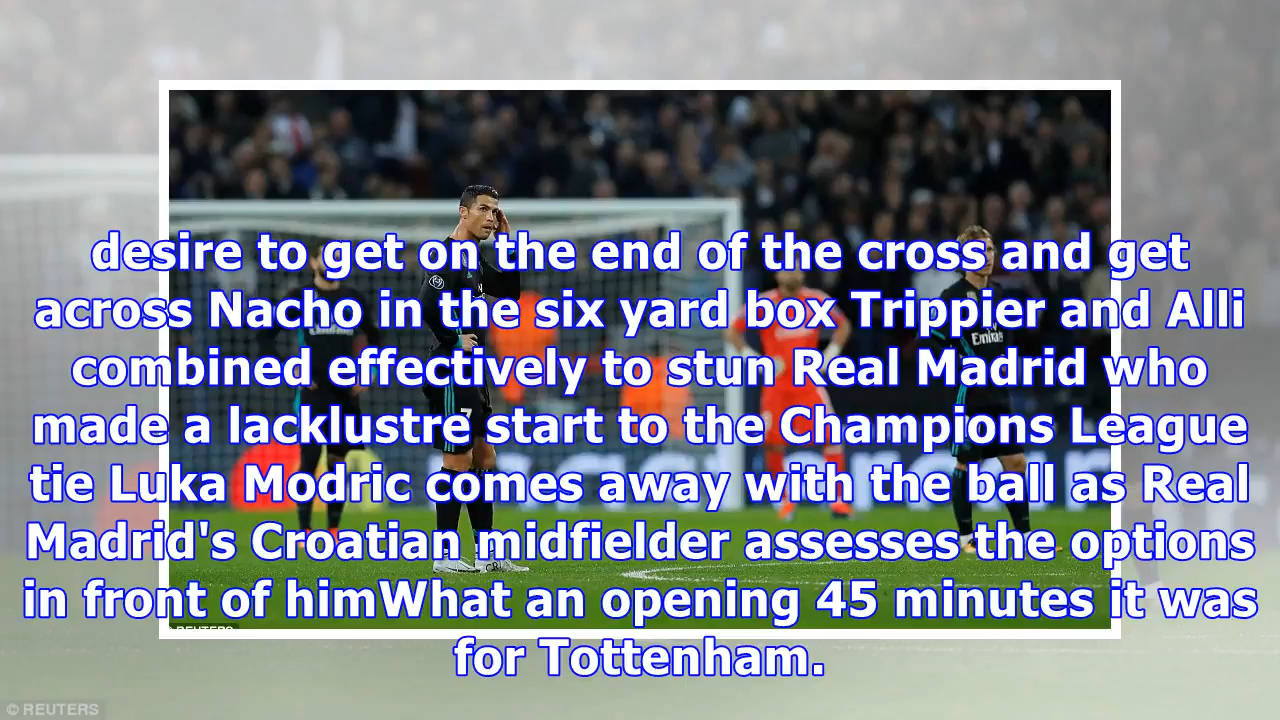 desire to get on the end of the cross and get
across Nacho in the six yard box Trippier and Alli
combined effectively to stun Real Madrid who
made a lacklustre start to the Champions League
tie Luka Modric comes away with the ball as Real
Madrid's Croatian midfielder assesses the options
in front of himWhat an opening 45 minutes it was
for Tottenham.
Emirates
7
© REUTERS
© REUTERS